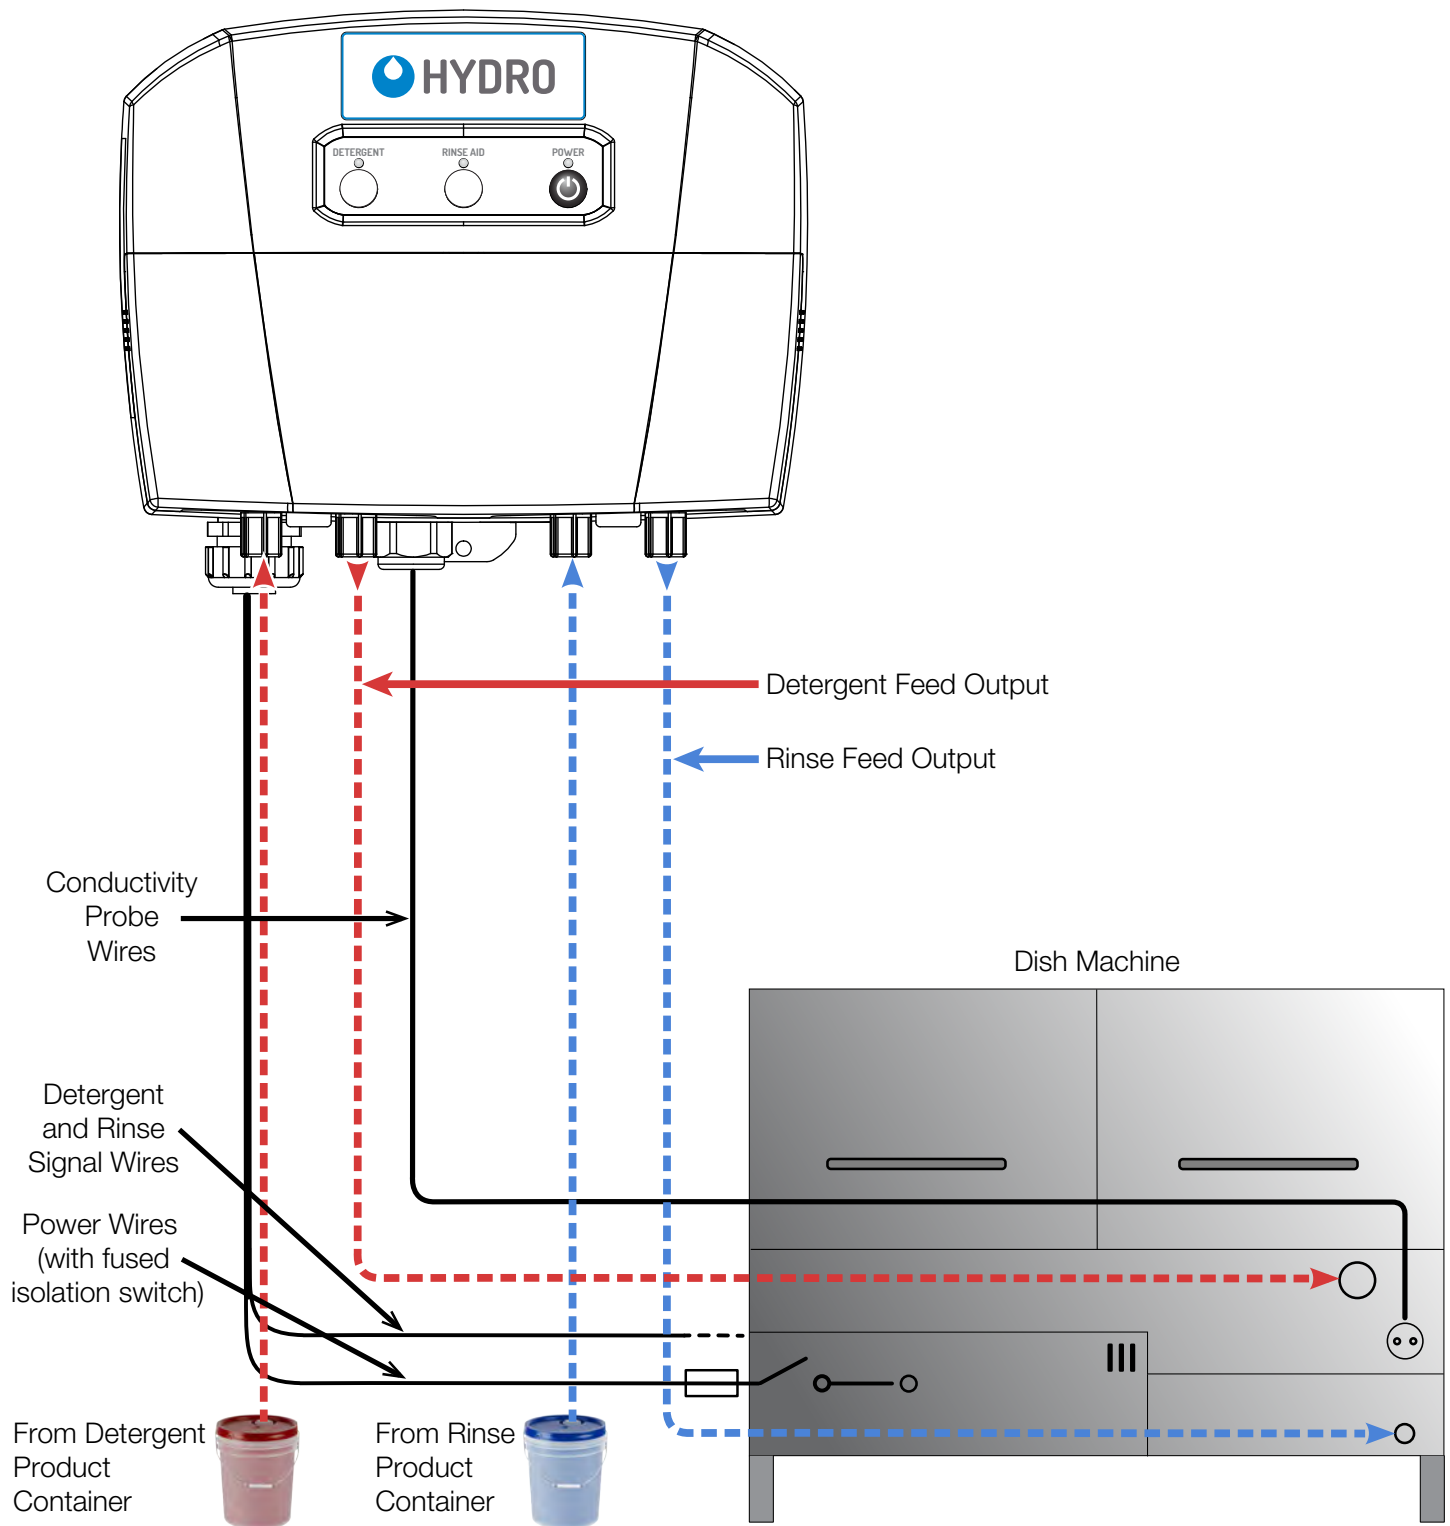 HYDRO
DETERGENT
RINSE AID
POWER
Detergent Feed Output
Rinse Feed Output
Conductivity
Probe
Wires
Dish Machine
Detergent
and Rinse
Signal Wires
Power Wires
(with fused
isolation switch)
From Detergent
Product
Container
From Rinse
Product
Container